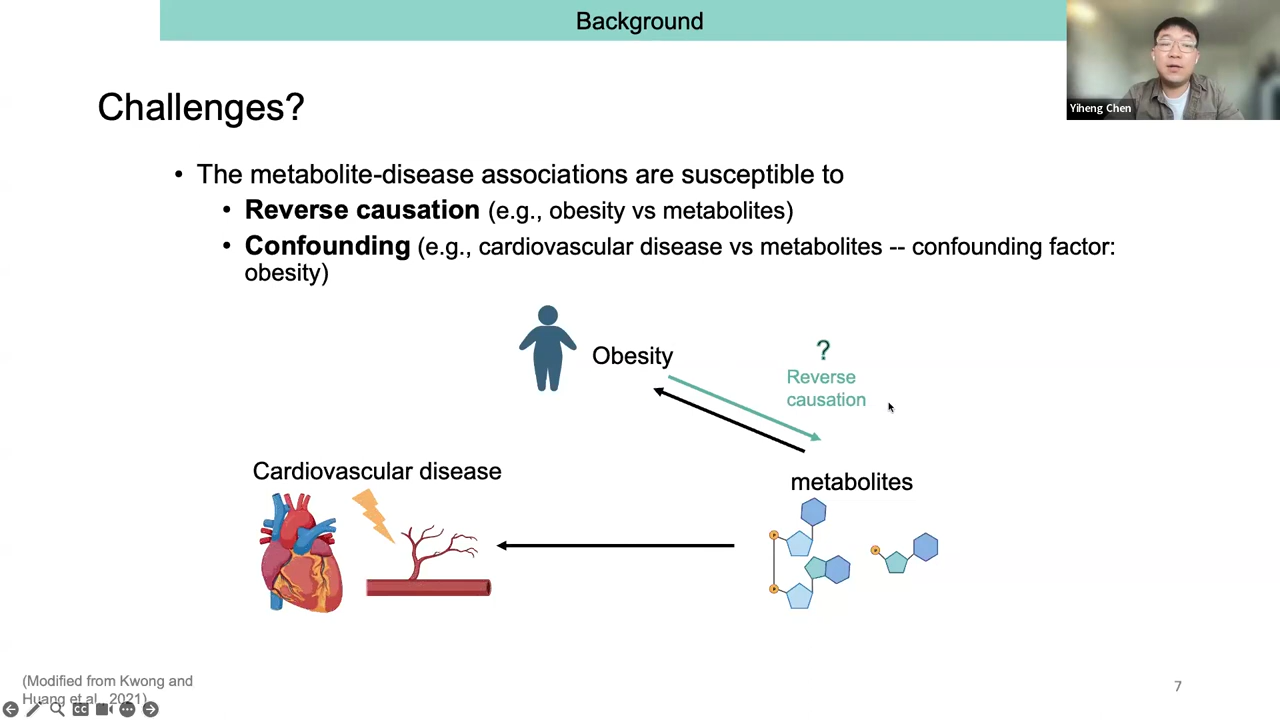 Background
Yiheng Chen
Challenges?
• The metabolite-disease associations are susceptible to
• Reverse causation (e.g., obesity vs metabolites)
• Confounding (e.g., cardiovascular disease vs metabolites -- confounding factor:
obesity)
Obesity
?
Reverse
causation
Cardiovascular disease
metabolites
P
P
P
(Modified from Kwong and
Huang et al., 2021)
7
CC